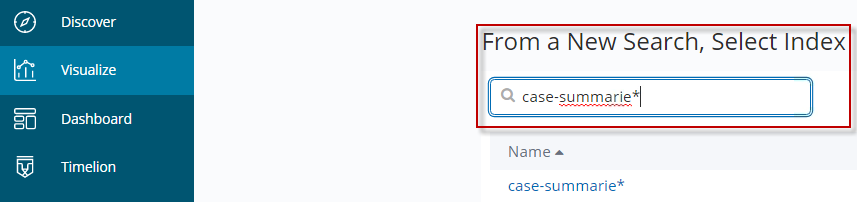 Discover
Visualize
Dashboard
Timelion
From a New Search, Select Index
case-summarie*
Name
case-summarie*